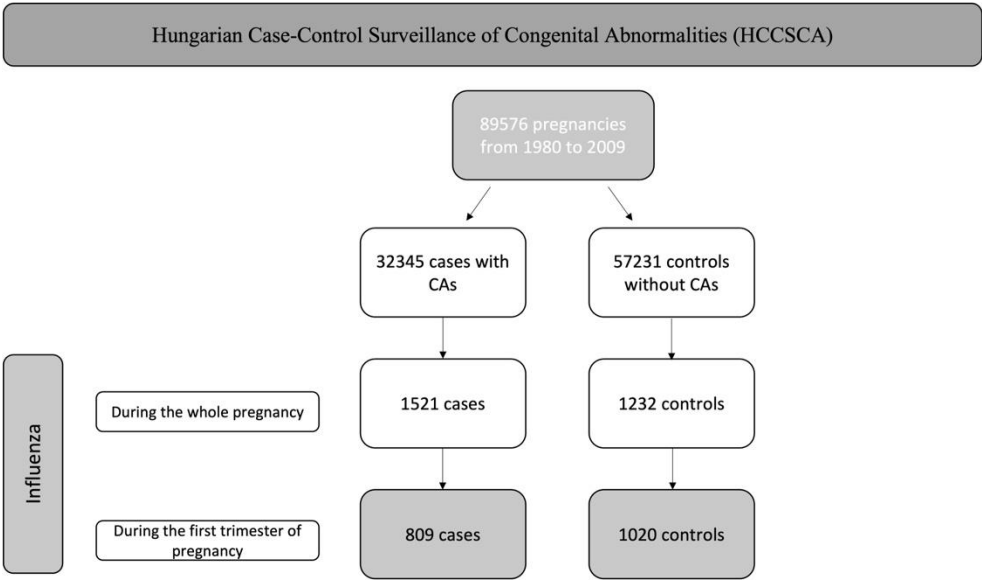 Hungarian Case-Control Surveillance of Congenital Abnormalities (HCCSCA)
89576 pregnancies
from 1980 to 2009
32345 cases with
CAs
57231 controls
without CAs
Influenza
During the whole pregnancy
1521 cases
1232 controls
During the first trimester of
pregnancy
809 cases
1020 controls